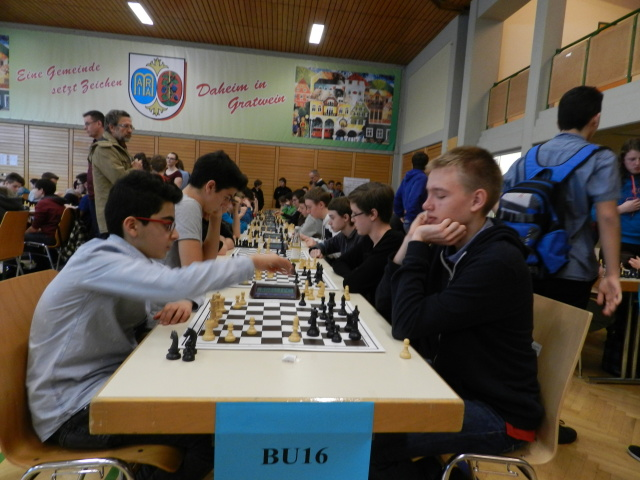 Eine Gemeinde
setzt Zeichen
Daheim in
Gratwein
BU16